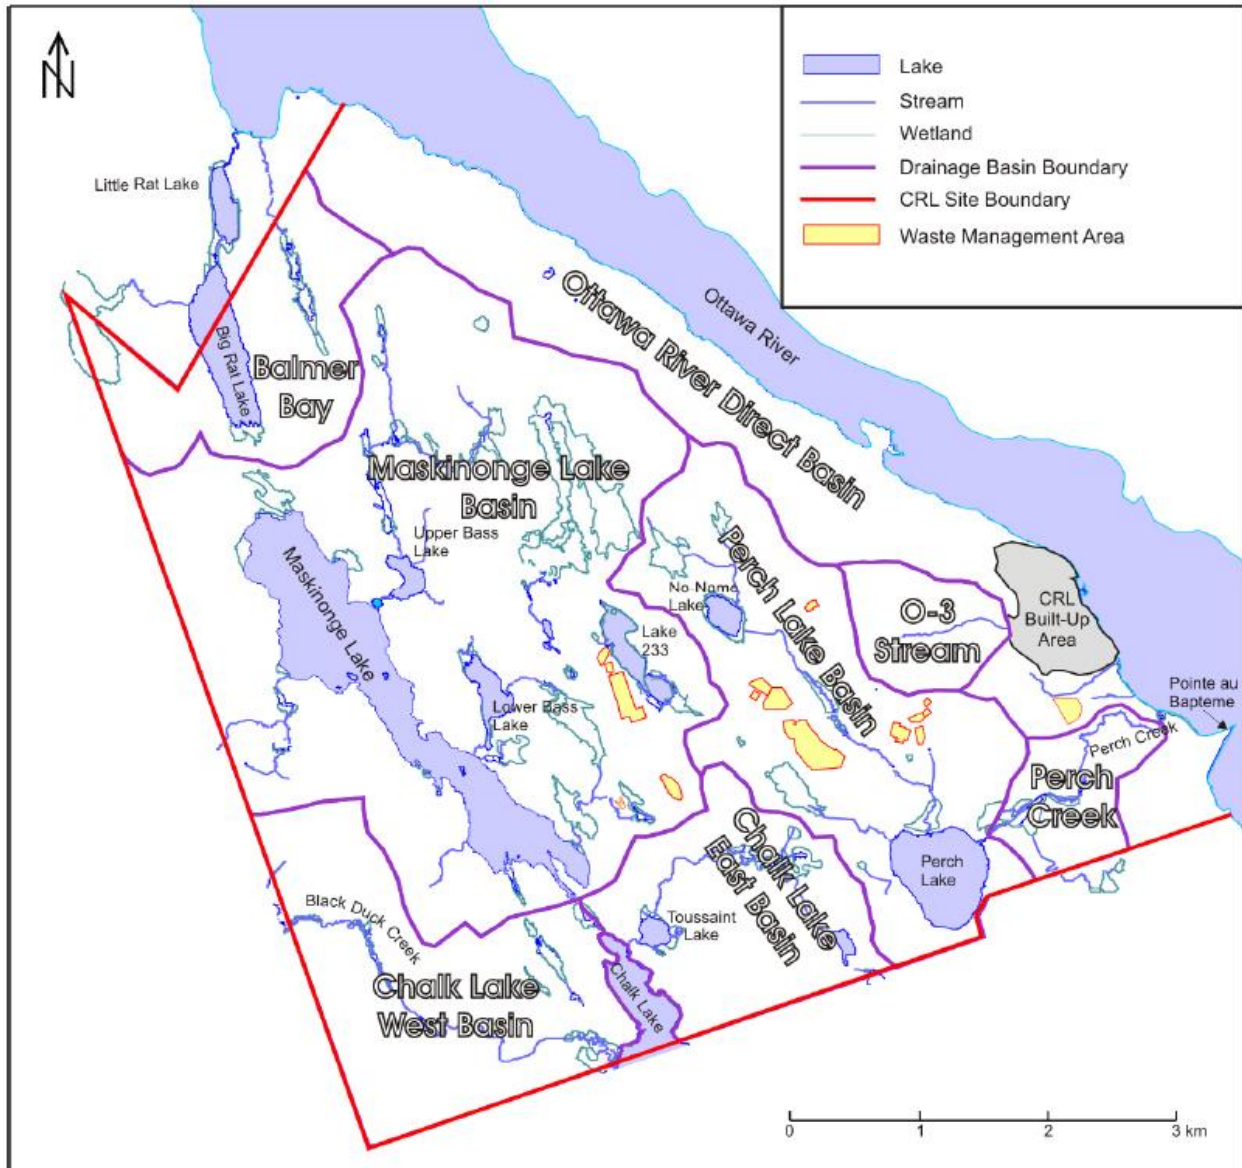 N
Lake
Stream
Wetland
Drainage Basin Boundary
CRL Site Boundary
Waste Management Area
Little Rat Lake
Big Rat Lake
Balmer
Bay
Ottawa River
Ottawa River Direct Basin
Maskinonge Lake
Basin
Upper Bass
Lake
Maskinonge Lake
No-Name
Lake
Perch Lake Basin
Lake
233
O-3
Stream
CRL
Built-Up
Area
Lower Bass
Lake
Pointe au
Bapteme
Perch Creek
Perch
Creek
Chalk Lake
East Basin
Perch
Lake
Black Duck Creek
Toussaint
Lake
Chalk Lake
Chalk Lake
West Basin
0 1 2 3 km